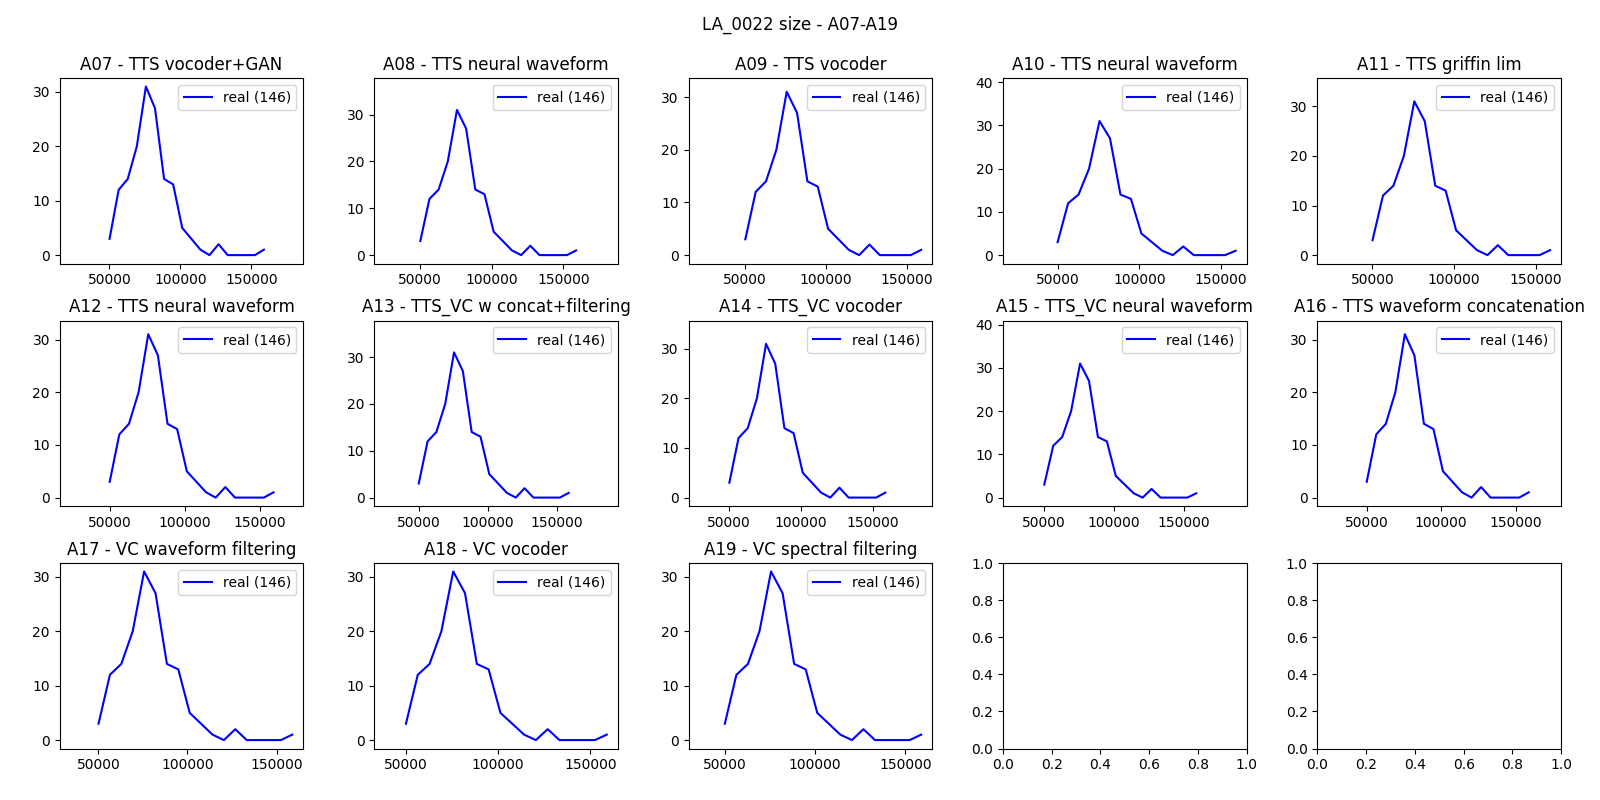 LA_0022 size - A07-A19
A07 - TTS vocoder+GAN
real (146)
30
20
10
0
50000 100000 150000
A08 - TTS neural waveform
real (146)
30
20
10
0
50000 100000 150000
A09 - TTS vocoder
real (146)
30
20
10
0
50000 100000 150000
A10 - TTS neural waveform
real (146)
40
30
20
10
0
50000 100000 150000
A11 - TTS griffin lim
real (146)
30
20
10
0
50000 100000 150000
A12 - TTS neural waveform
real (146)
30
20
10
0
50000 100000 150000
A13 - TTS_VC w concat+filtering
real (146)
30
20
10
0
50000 100000 150000
A14 - TTS_VC vocoder
real (146)
30
20
10
0
50000 100000 150000
A15 - TTS_VC neural waveform
real (146)
40
30
20
10
0
50000 100000 150000
A16 - TTS waveform concatenation
real (146)
30
20
10
0
50000 100000 150000
A17 - VC waveform filtering
real (146)
30
20
10
0
50000 100000 150000
A18 - VC vocoder
real (146)
30
20
10
0
50000 100000 150000
A19 - VC spectral filtering
real (146)
30
20
10
0
50000 100000 150000
1.0
0.8
0.6
0.4
0.2
0.0
0.0 0.2 0.4 0.6 0.8 1.0
1.0
0.8
0.6
0.4
0.2
0.0
0.0 0.2 0.4 0.6 0.8 1.0